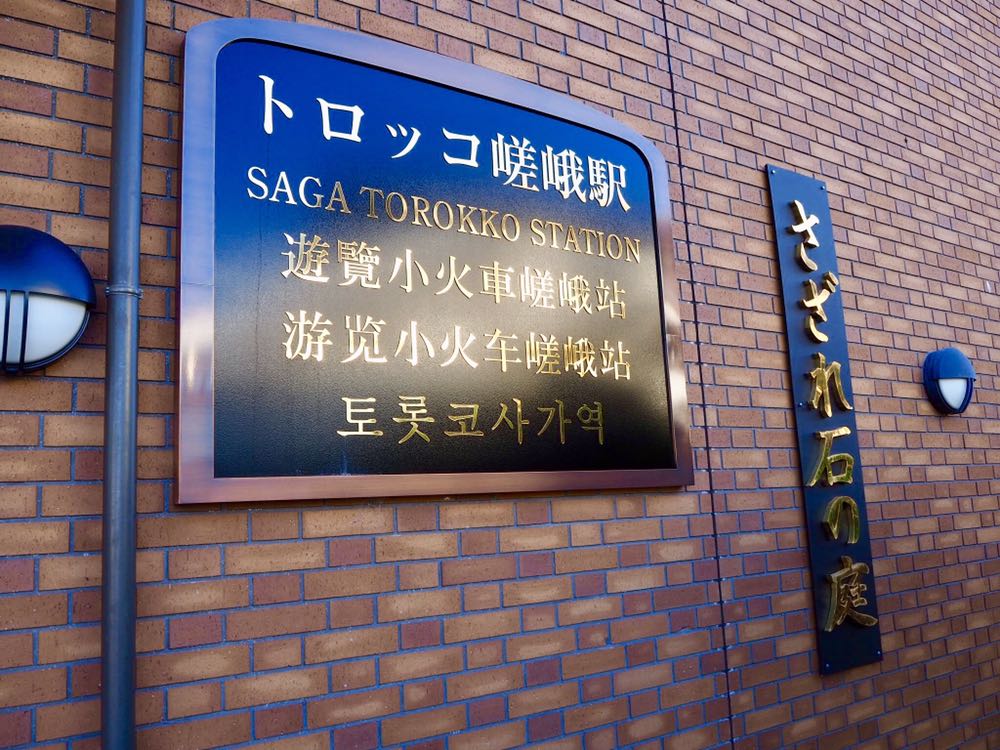 トロッコ嵯峨駅
SAGA TOROKKO STATION
遊覽小火車嵯峨站
游览小火车嵯峨站
토롯코사가역
さざれ石の庭